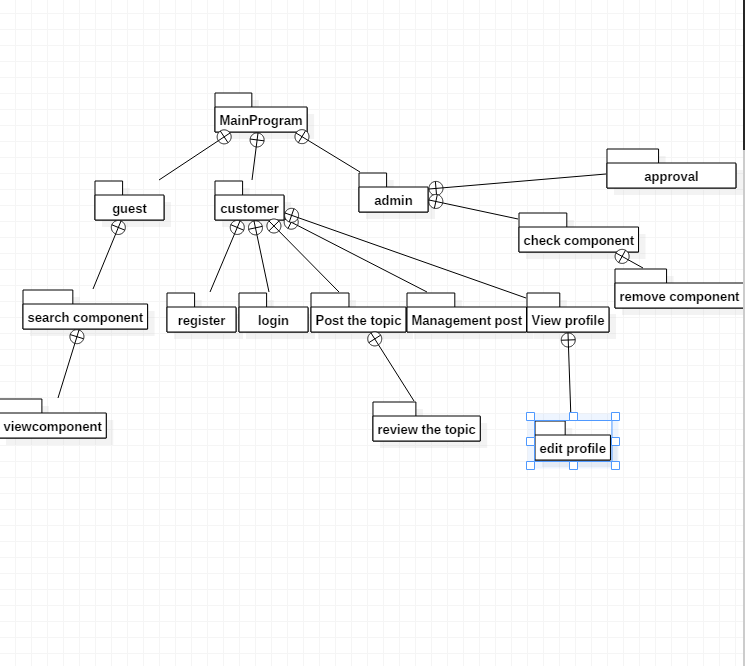 MainProgram
approval
guest
customer
admin
check component
remove component
search component
register
login
Post the topic
Management post
View profile
viewcomponent
review the topic
edit profile